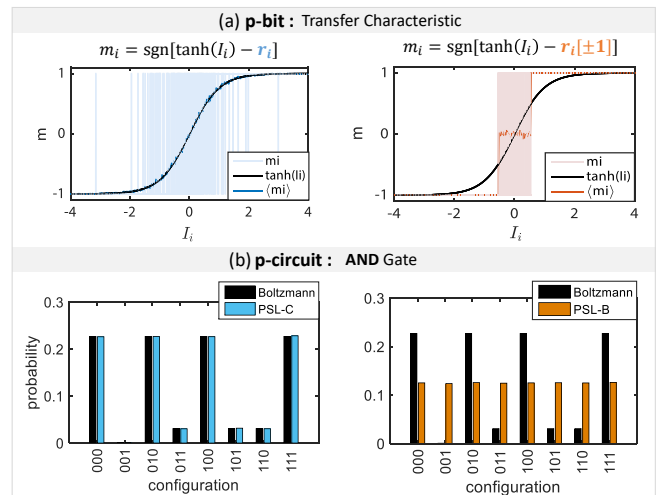 (a) p-bit : Transfer Characteristic
m_i = sgn[tanh(I_i) − r_i]
m_i = sgn[tanh(I_i) − r_i[±1]]
1
0
-1
m
mi
tanh(Ii)
⟨mi⟩
-4 -2 0 2 4
I_i
1
0
-1
m
mi
tanh(Ii)
⟨mi⟩
-4 -2 0 2 4
I_i
(b) p-circuit : AND Gate
0.3
0.2
0.1
0
probability
Boltzmann
PSL-C
000 001 010 011 100 101 110 111
configuration
0.3
0.2
0.1
0
Boltzmann
PSL-B
000 001 010 011 100 101 110 111
configuration